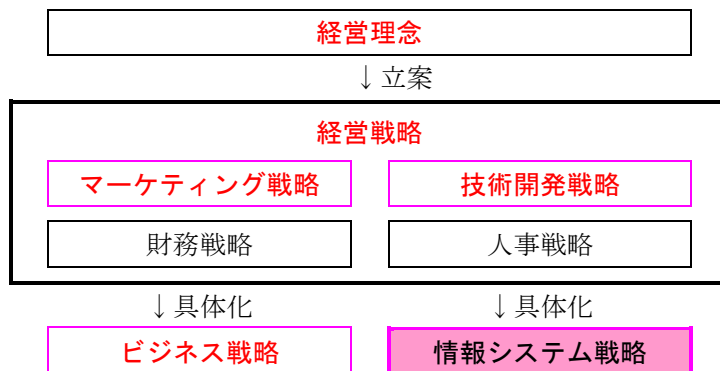 経営理念
↓立案
経営戦略
マーケティング戦略 技術開発戦略
財務戦略 人事戦略
↓具体化 ↓具体化
ビジネス戦略 情報システム戦略